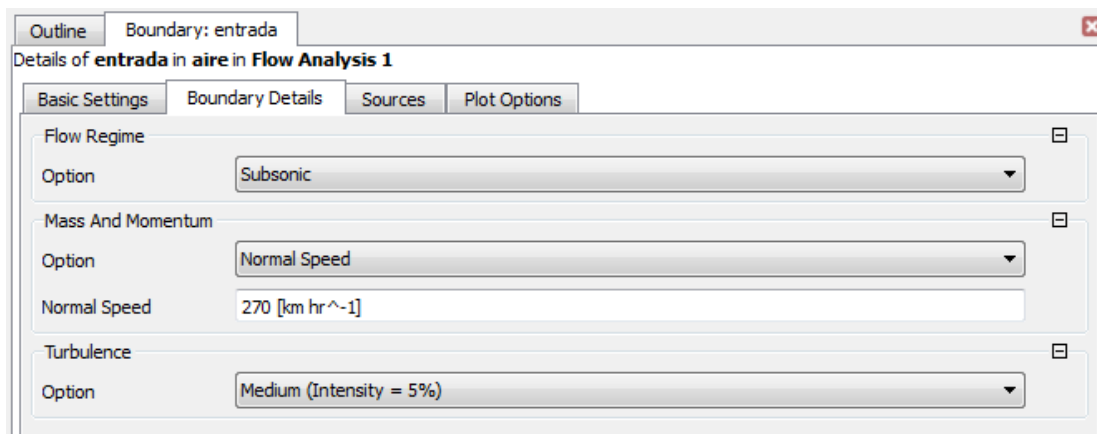 Outline Boundary: entrada
Details of entrada in aire in Flow Analysis 1
Basic Settings Boundary Details Sources Plot Options
Flow Regime
Option Subsonic
Mass And Momentum
Option Normal Speed
Normal Speed 270 [km hr^-1]
Turbulence
Option Medium (Intensity = 5%)